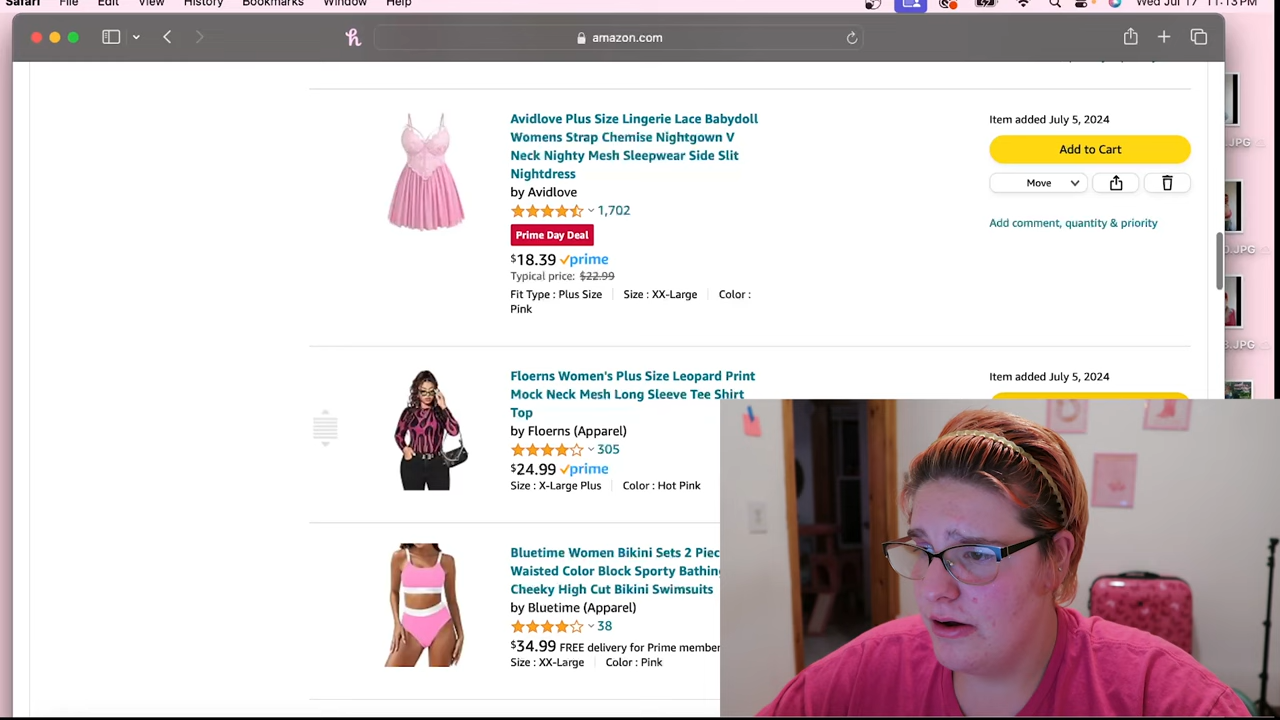 Safari File Edit View History Bookmarks Window Help
Wed Jul 17 11:13 PM
amazon.com
Avidlove Plus Size Lingerie Lace Babydoll
Womens Strap Chemise Nightgown V
Neck Nighty Mesh Sleepwear Side Slit
Nightdress
by Avidlove
1,702
Prime Day Deal
$18.39 prime
Typical price: $22.99
Fit Type : Plus Size Size : XX-Large Color :
Pink
Item added July 5, 2024
Add to Cart
Move
Add comment, quantity & priority
Floerns Women's Plus Size Leopard Print
Mock Neck Mesh Long Sleeve Tee Shirt
Top
by Floerns (Apparel)
305
$24.99 prime
Size : X-Large Plus Color : Hot Pink
Item added July 5, 2024
Bluetime Women Bikini Sets 2 Piec
Waisted Color Block Sporty Bathing
Cheeky High Cut Bikini Swimsuits
by Bluetime (Apparel)
38
$34.99 FREE delivery for Prime member
Size : XX-Large Color : Pink
.JPG
.JPG
.JPG